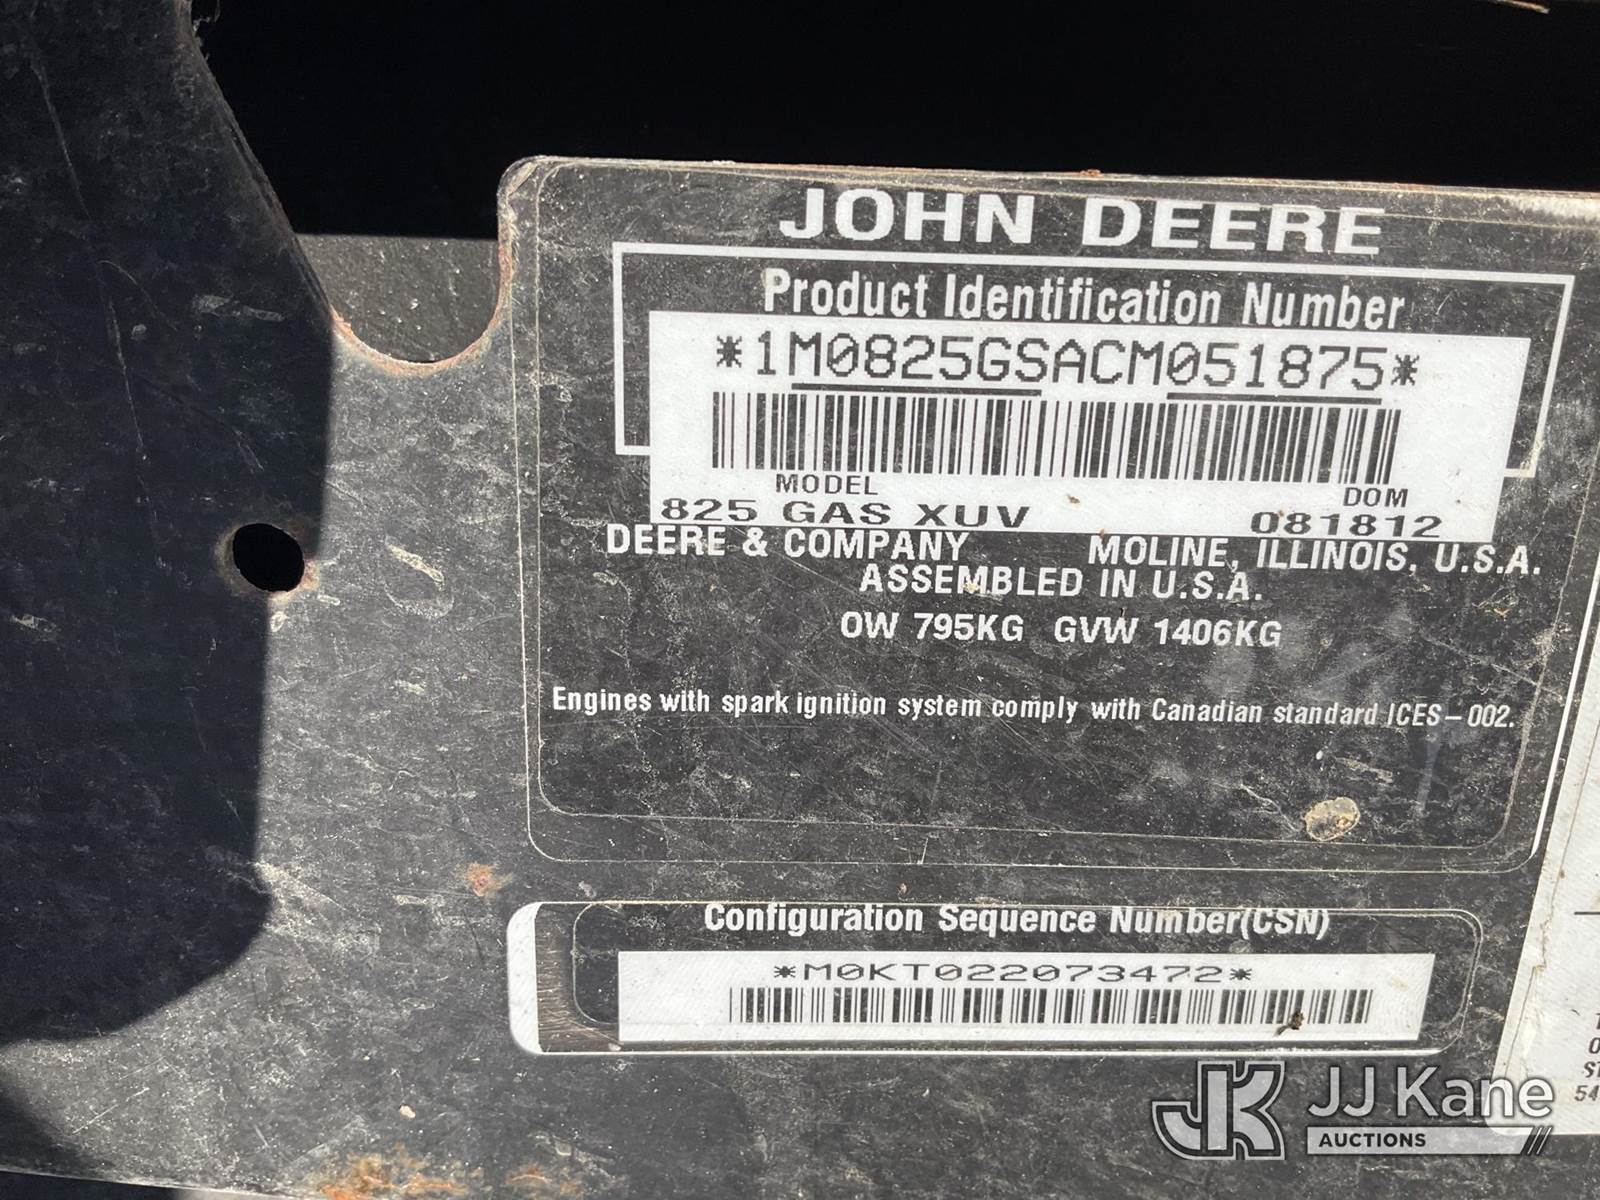 JOHN DEERE
Product Identification Number
*1M0825GSACM051875*
MODEL DOM
825 GAS XUV 081812
DEERE & COMPANY MOLINE, ILLINOIS, U.S.A.
ASSEMBLED IN U.S.A.
OW 795KG GVW 1406KG
Engines with spark ignition system comply with Canadian standard ICES-002.
Configuration Sequence Number(CSN)
*M0KT022073472*
JK JJ Kane
AUCTIONS